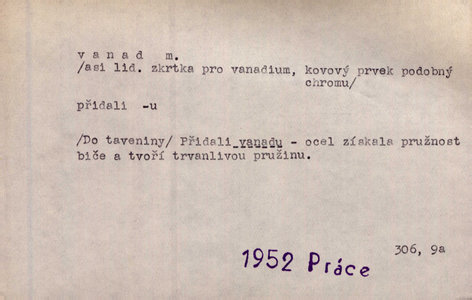 vanad m.
/asi lid. zkrtka pro vanadium, kovový prvek podobný
chromu/
přidali -u
/Do taveniny/ Přidali vanadu - ocel získala pružnost
biče a tvoří trvanlivou pružinu.
306, 9a
1952 Práce